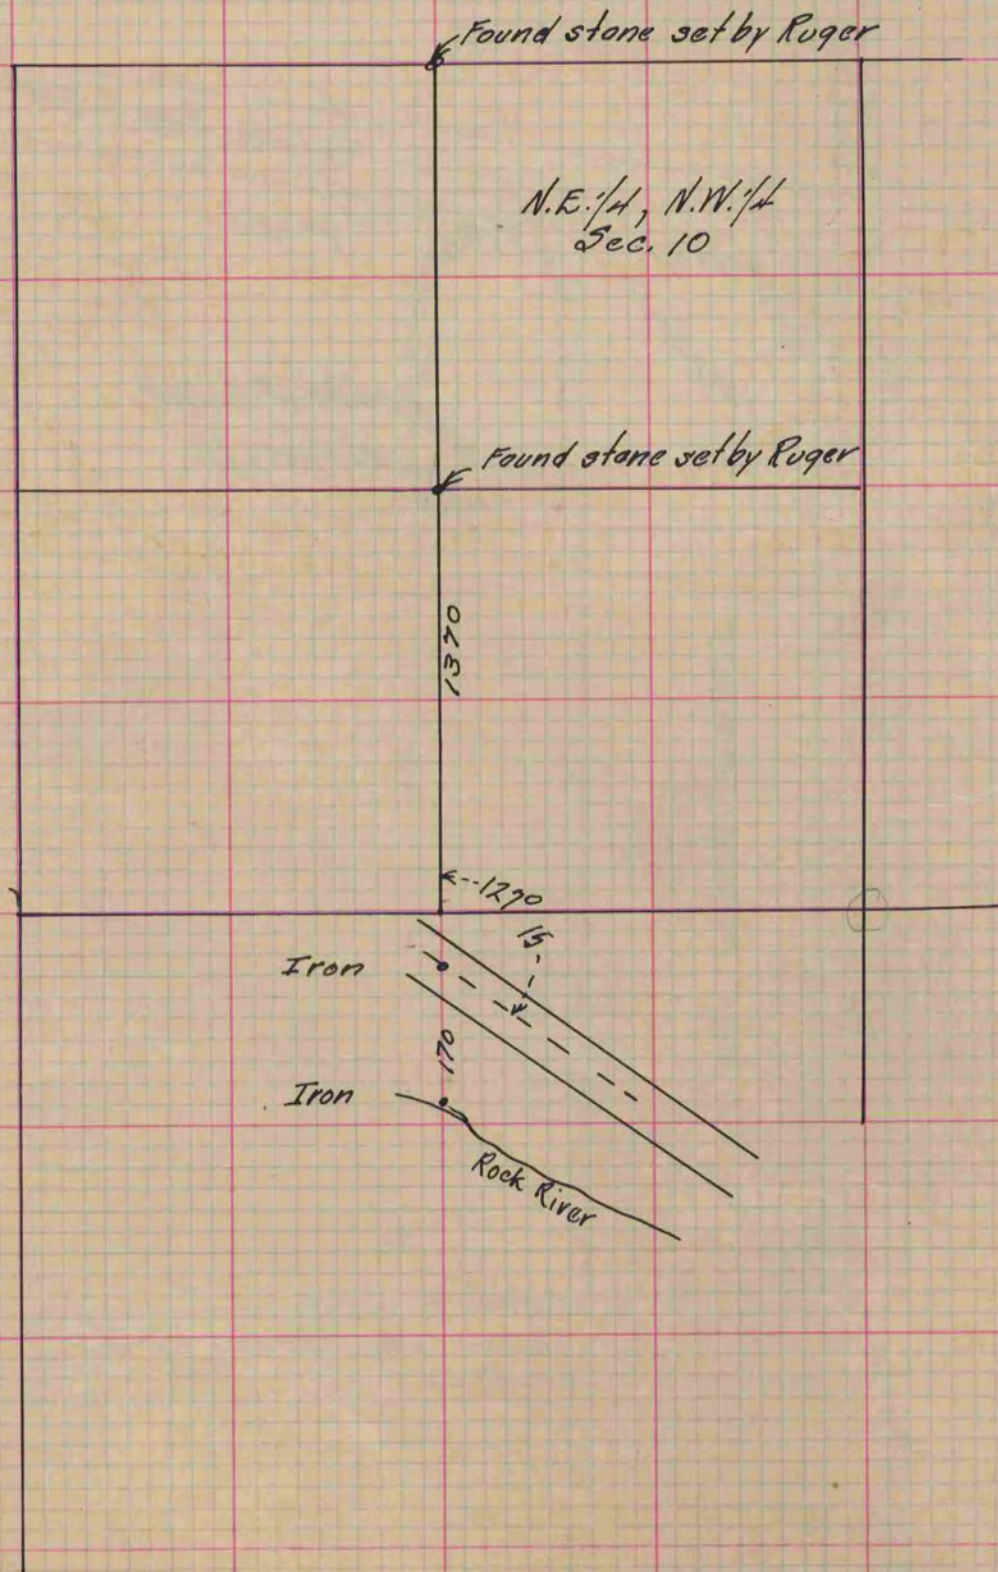 Found stone set by Ruger
N.E.1/4, N.W.1/4
Sec. 10
Found stone set by Ruger
1370
1290
15
Iron
170
Iron
Rock River